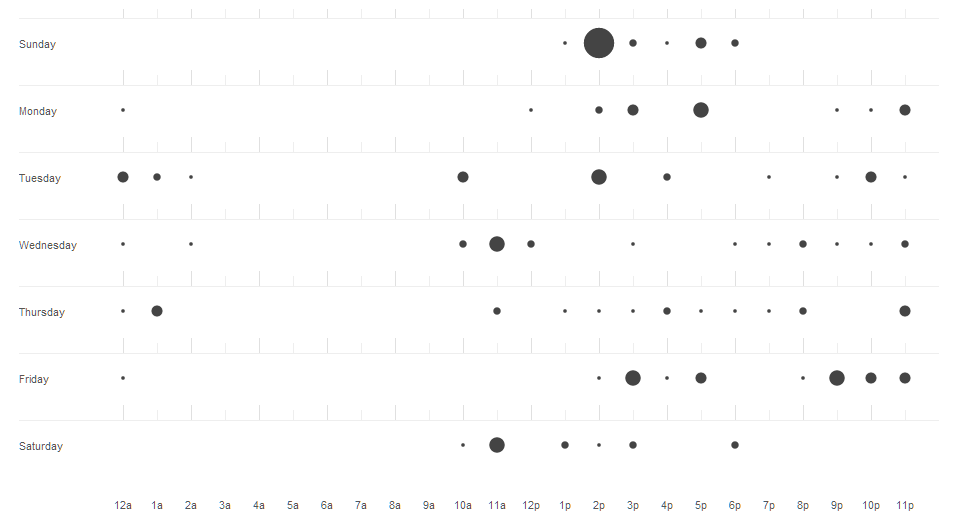 Sunday
Monday
Tuesday
Wednesday
Thursday
Friday
Saturday
12a 1a 2a 3a 4a 5a 6a 7a 8a 9a 10a 11a 12p 1p 2p 3p 4p 5p 6p 7p 8p 9p 10p 11p